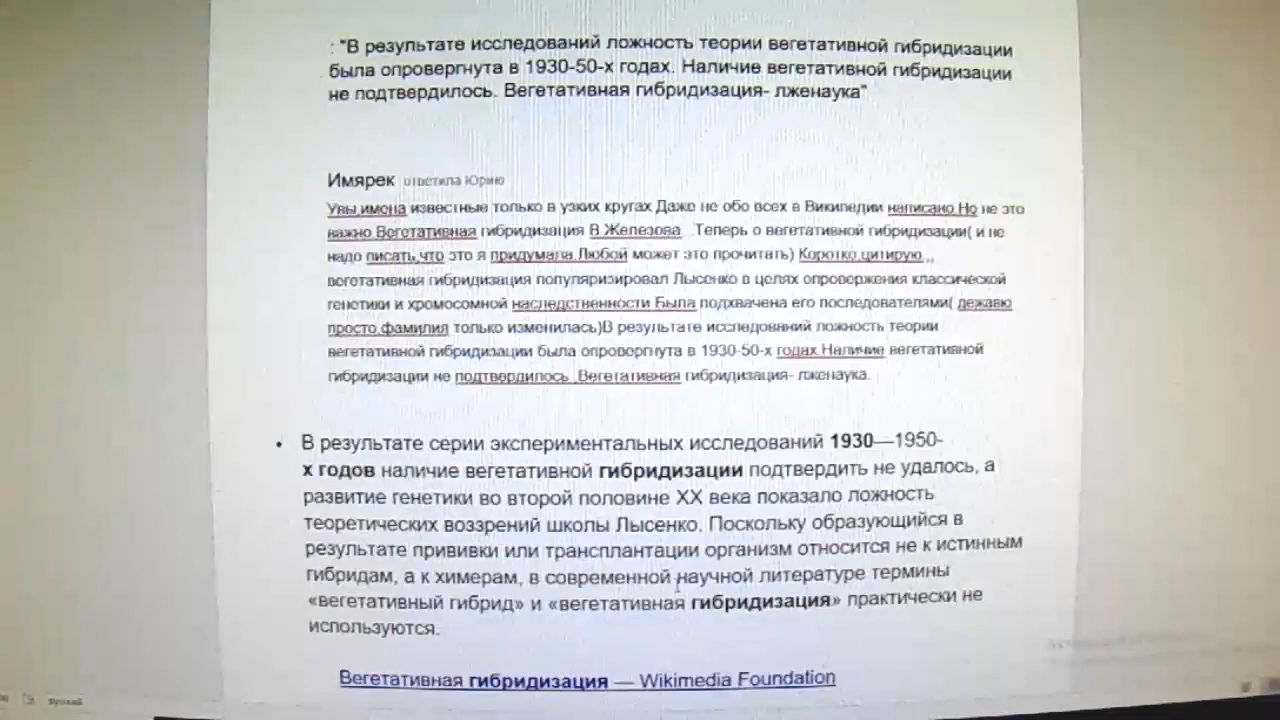 : "В результате исследований ложность теории вегетативной гибридизации
была опровергнута в 1930-50-х годах. Наличие вегетативной гибридизации
не подтвердилось. Вегетативная гибридизация- лженаука"
Имярек ответила Юрию
Увы,имена известные только в узких кругах Даже не обо всех в Википедии написано.Но не это
важно.Вегетативная гибридизация В.Железова. .Теперь о вегетативной гибридизации( и не
надо писать,что это я придумала.Любой может это прочитать) Коротко,цитирую,,,
вегетативная гибридизация популяризировал Лысенко в целях опровержения классической
генетики и хромосомной наследственности.Была подхвачена его последователями( дежавю
просто,фамилия только изменилась)В результате исследований ложность теории
вегетативной гибридизации была опровергнута в 1930-50-х годах.Наличие вегетативной
гибридизации не подтвердилось .Вегетативная гибридизация- лженаука.
• В результате серии экспериментальных исследований 1930—1950-
х годов наличие вегетативной гибридизации подтвердить не удалось, а
развитие генетики во второй половине XX века показало ложность
теоретических воззрений школы Лысенко. Поскольку образующийся в
результате прививки или трансплантации организм относится не к истинным
гибридам, а к химерам, в современной научной литературе термины
«вегетативный гибрид» и «вегетативная гибридизация» практически не
используются.
Вегетативная гибридизация — Wikimedia Foundation